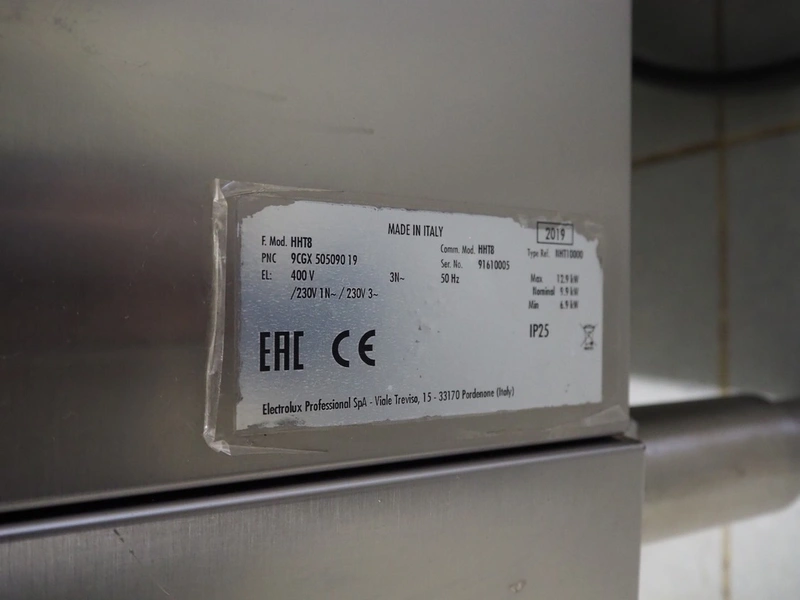 MADE IN ITALY
2019
F. Mod. HHT8 Comm. Mod. HHT8 Type Ref. NHT10000
PNC 9CGX 505090 19 Ser. No. 91610005
EL: 400 V 3N~ 50 Hz Max 12.9 kW
/230V 1N~ / 230V 3~ Nominal 9.9 kW
Min 6.9 kW
IP25
EAC CE
Electrolux Professional SpA - Viale Treviso, 15 - 33170 Pordenone (Italy)